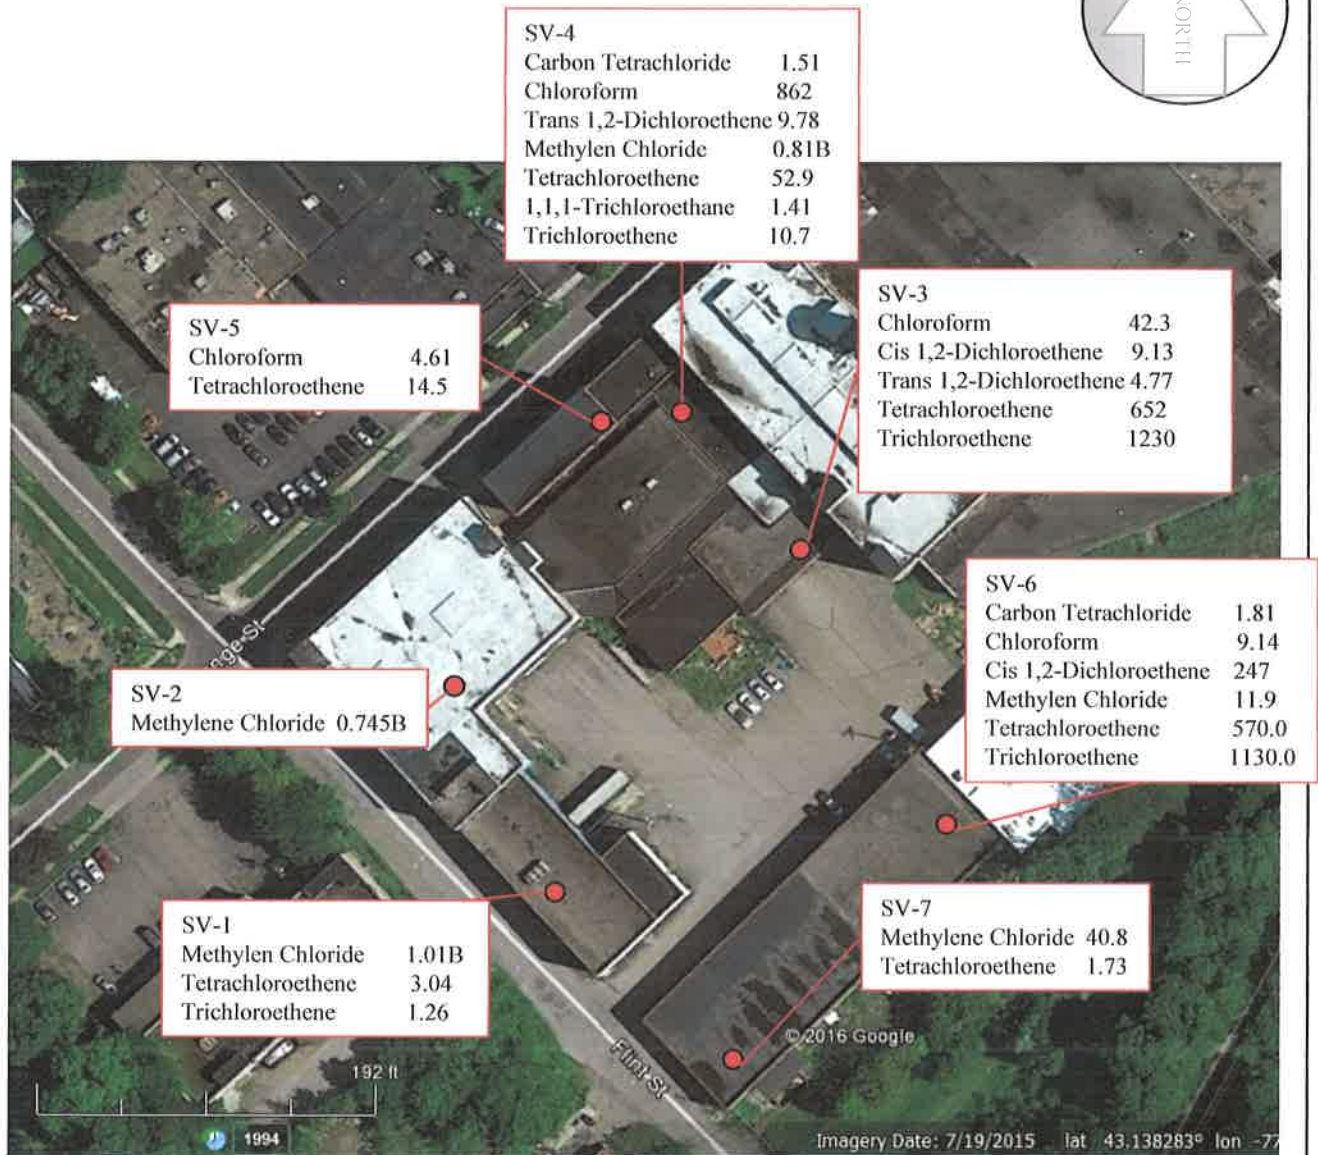 NORTH
SV-4
Carbon Tetrachloride 1.51
Chloroform 862
Trans 1,2-Dichloroethene 9.78
Methylen Chloride 0.81B
Tetrachloroethene 52.9
1,1,1-Trichloroethane 1.41
Trichloroethene 10.7
SV-5
Chloroform 4.61
Tetrachloroethene 14.5
SV-3
Chloroform 42.3
Cis 1,2-Dichloroethene 9.13
Trans 1,2-Dichloroethene 4.77
Tetrachloroethene 652
Trichloroethene 1230
SV-6
Carbon Tetrachloride 1.81
Chloroform 9.14
Cis 1,2-Dichloroethene 247
Methylen Chloride 11.9
Tetrachloroethene 570.0
Trichloroethene 1130.0
nge St
SV-2
Methylene Chloride 0.745B
SV-1
Methylen Chloride 1.01B
Tetrachloroethene 3.04
Trichloroethene 1.26
SV-7
Methylene Chloride 40.8
Tetrachloroethene 1.73
© 2016 Google
Flint St
192 ft
1994
Imagery Date: 7/19/2015 lat 43.138283° lon -77